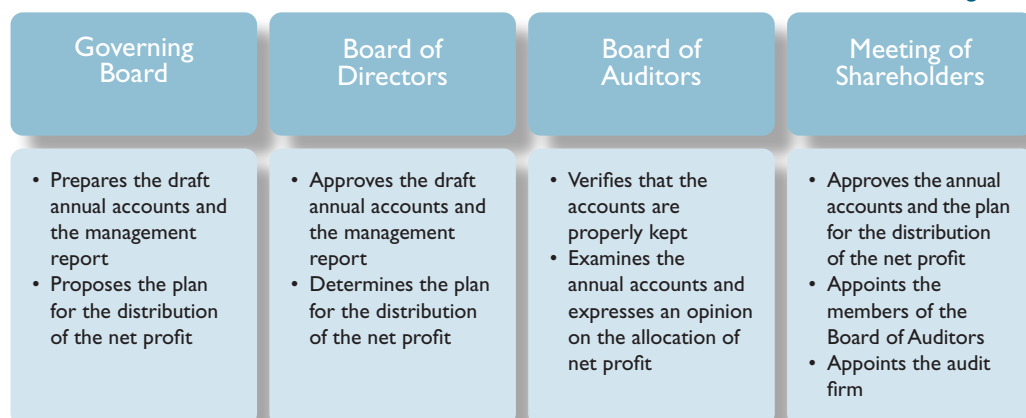 Governing
Board
Board of
Directors
Board of
Auditors
Meeting of
Shareholders
• Prepares the draft
annual accounts and
the management
report
• Proposes the plan
for the distribution
of the net profit
• Approves the draft
annual accounts and
the management
report
• Determines the plan
for the distribution
of the net profit
• Verifies that the
accounts are
properly kept
• Examines the
annual accounts and
expresses an opinion
on the allocation of
net profit
• Approves the annual
accounts and the plan
for the distribution
of the net profit
• Appoints the
members of the
Board of Auditors
• Appoints the audit
firm